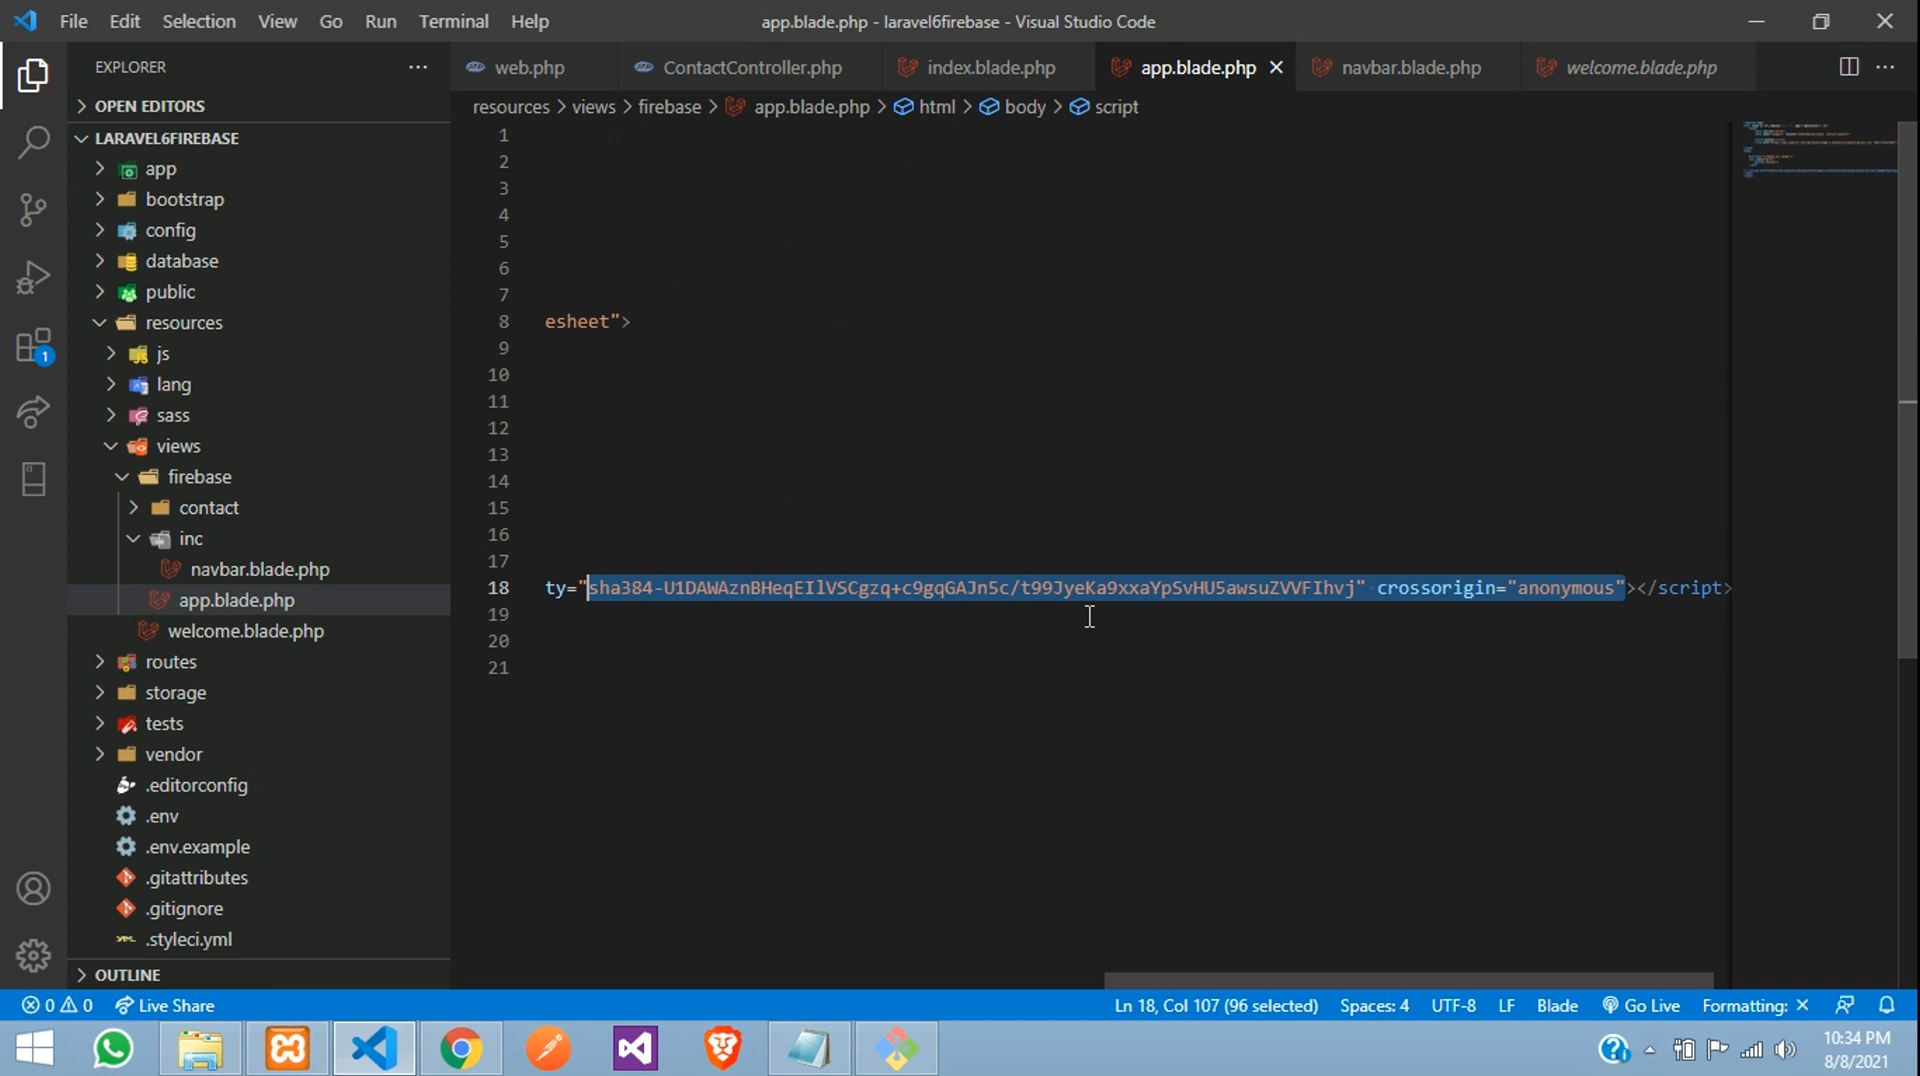 File Edit Selection View Go Run Terminal Help
app.blade.php - laravel6firebase - Visual Studio Code
EXPLORER
OPEN EDITORS
LARAVEL6FIREBASE
app
bootstrap
config
database
public
resources
js
lang
sass
views
firebase
contact
inc
navbar.blade.php
app.blade.php
welcome.blade.php
routes
storage
tests
vendor
.editorconfig
.env
.env.example
.gitattributes
.gitignore
.styleci.yml
OUTLINE
1
web.php ContactController.php index.blade.php app.blade.php navbar.blade.php welcome.blade.php
resources > views > firebase > app.blade.php > html > body > script
1
2
3
4
5
6
7
8 esheet">
9
10
11
12
13
14
15
16
17
18 ty="sha384-U1DAWAznBHeqEIlVSCgzq+c9gqGAJn5c/t99JyeKa9xxaYpSvHU5awsuZVVFIhvj" crossorigin="anonymous"></script>
19
20
21
0 0 Live Share
Ln 18, Col 107 (96 selected) Spaces: 4 UTF-8 LF Blade Go Live Formatting: ×
10:34 PM
8/8/2021